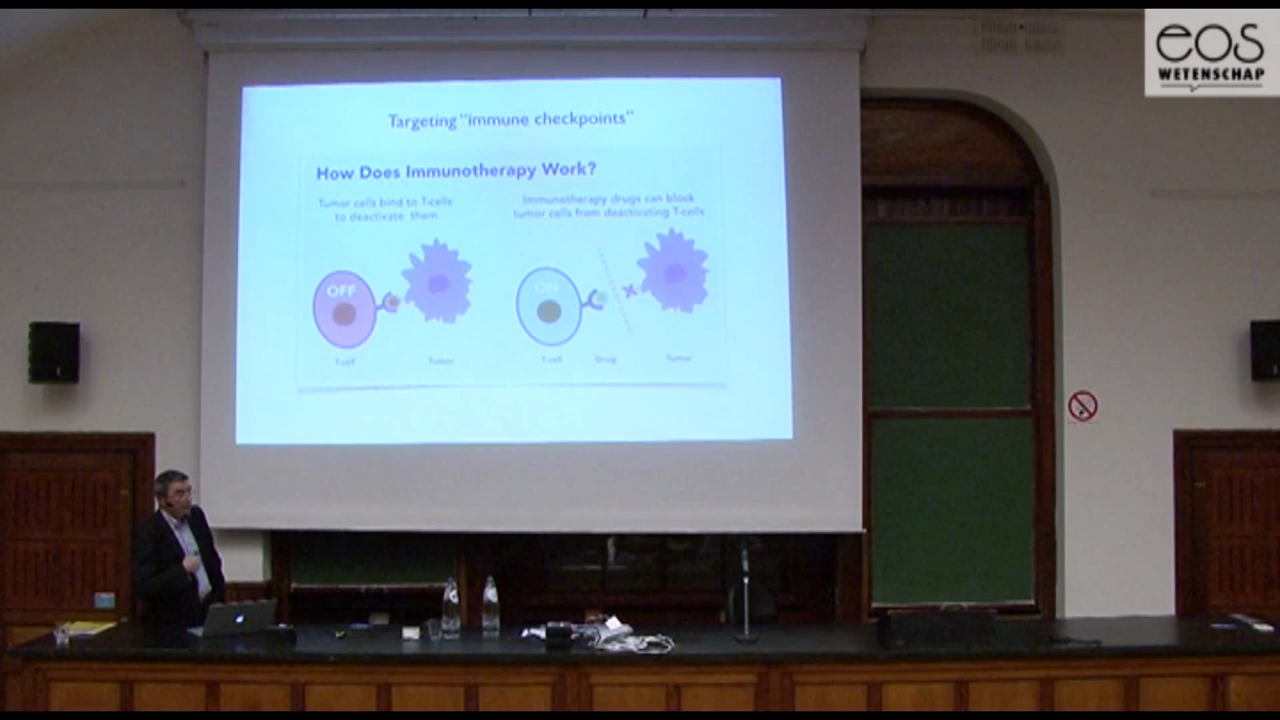 eos
WETENSCHAP
Targeting "immune checkpoints"
How Does Immunotherapy Work?
Tumor cells bind to T-cells
to deactivate them
Immunotherapy drugs can block
tumor cells from deactivating T-cells
OFF
ON
T-cell
Tumor
T-cell
Drug
Tumor